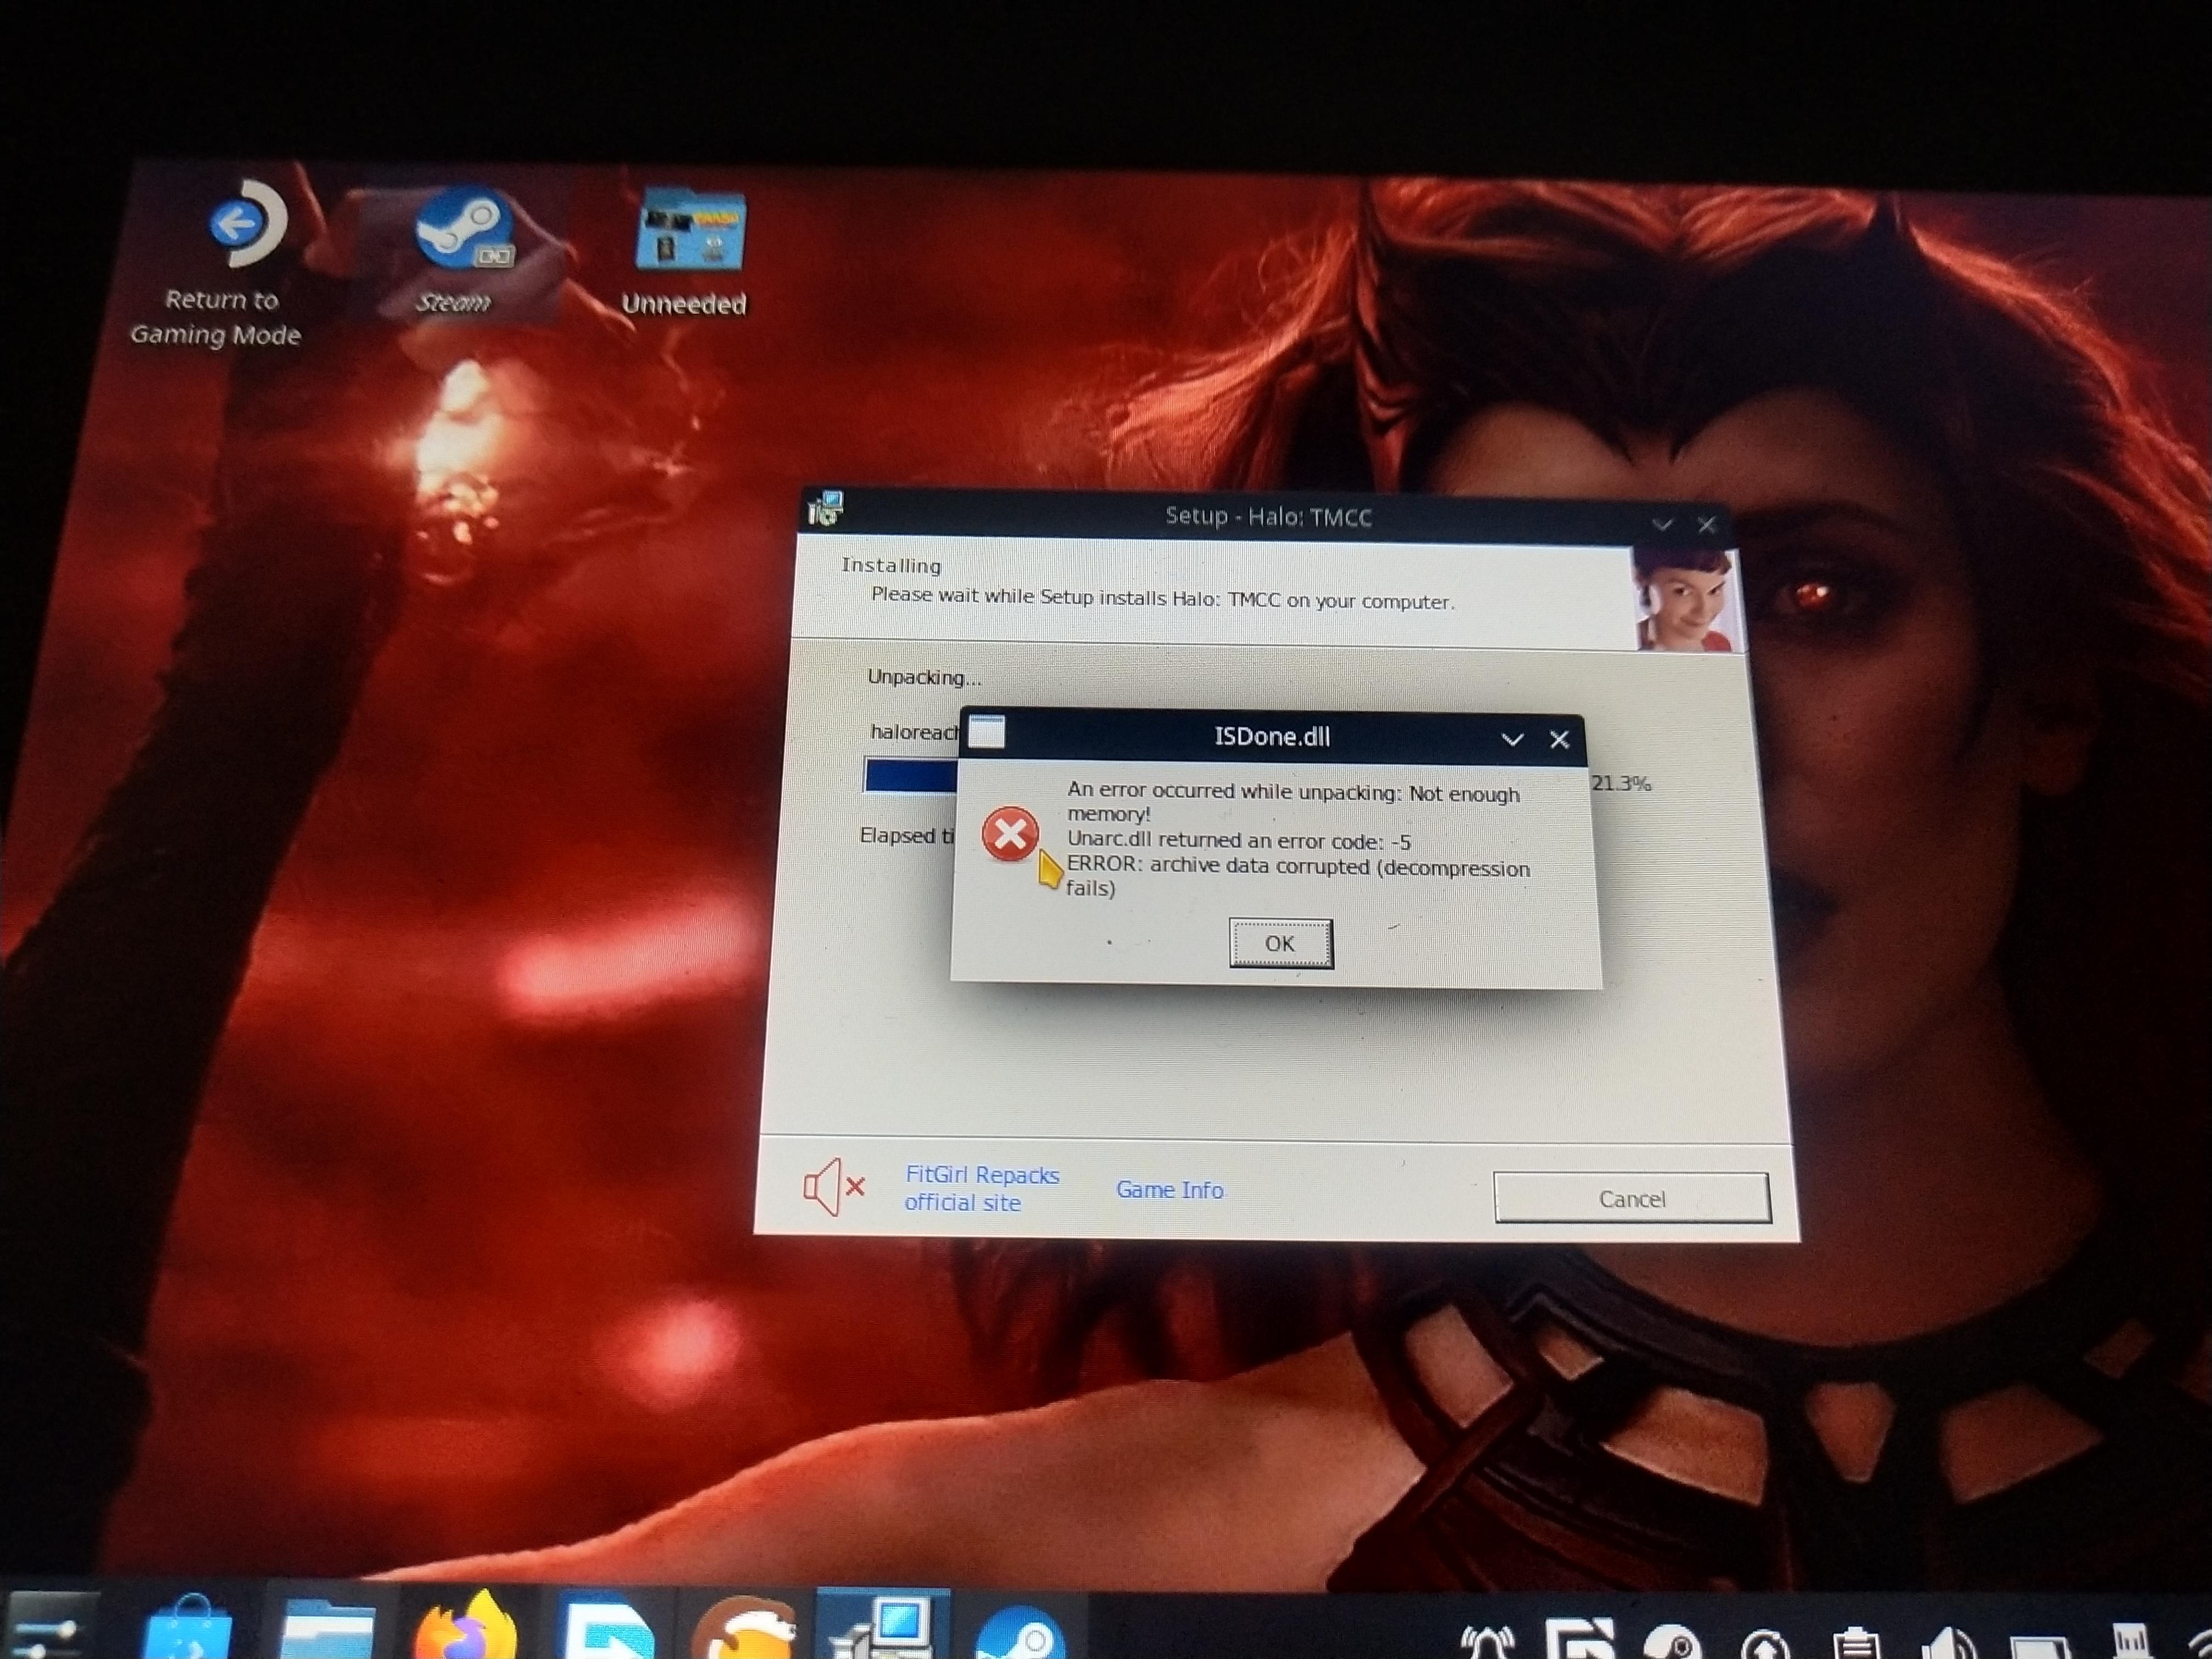 Return to
Gaming Mode
Steam
Unneeded
Setup - Halo: TMCC
Installing
Please wait while Setup installs Halo: TMCC on your computer.
Unpacking...
haloreach
21.3%
Elapsed ti
ISDone.dll
An error occurred while unpacking: Not enough
memory!
Unarc.dll returned an error code: -5
ERROR: archive data corrupted (decompression
fails)
OK
FitGirl Repacks
official site
Game Info
Cancel